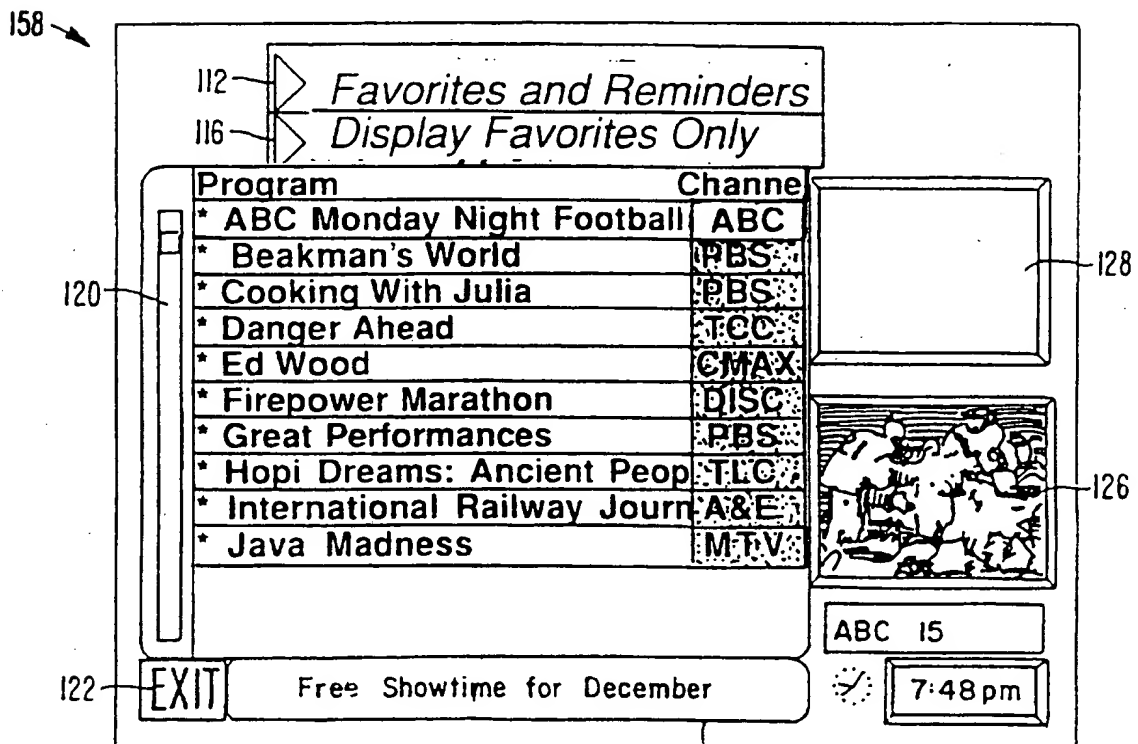 158
112
Favorites and Reminders
116
Display Favorites Only
Program Channe
* ABC Monday Night Football ABC
* Beakman's World PBS
* Cooking With Julia PBS
* Danger Ahead TCC
* Ed Wood CMAX
* Firepower Marathon DISC
* Great Performances PBS
* Hopi Dreams: Ancient Peop TLC
* International Railway Journ A&E
* Java Madness MTV
120
128
126
ABC 15
122
EXIT
Free Showtime for December
7:48pm